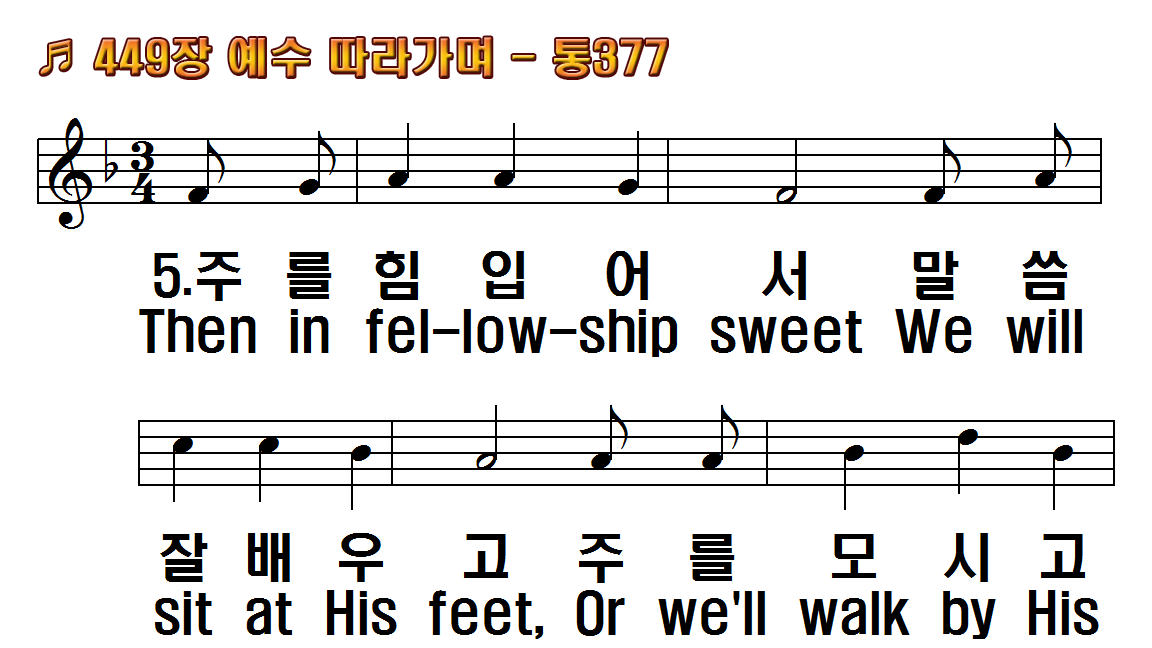 ♬ 449장 예수 따라가며 - 통377
3
4
5.주 를 힘 입 어 서 말 씀
Then in fel-low-ship sweet We will
잘 배 우 고 주 를 모 시 고
sit at His feet, Or we'll walk by His